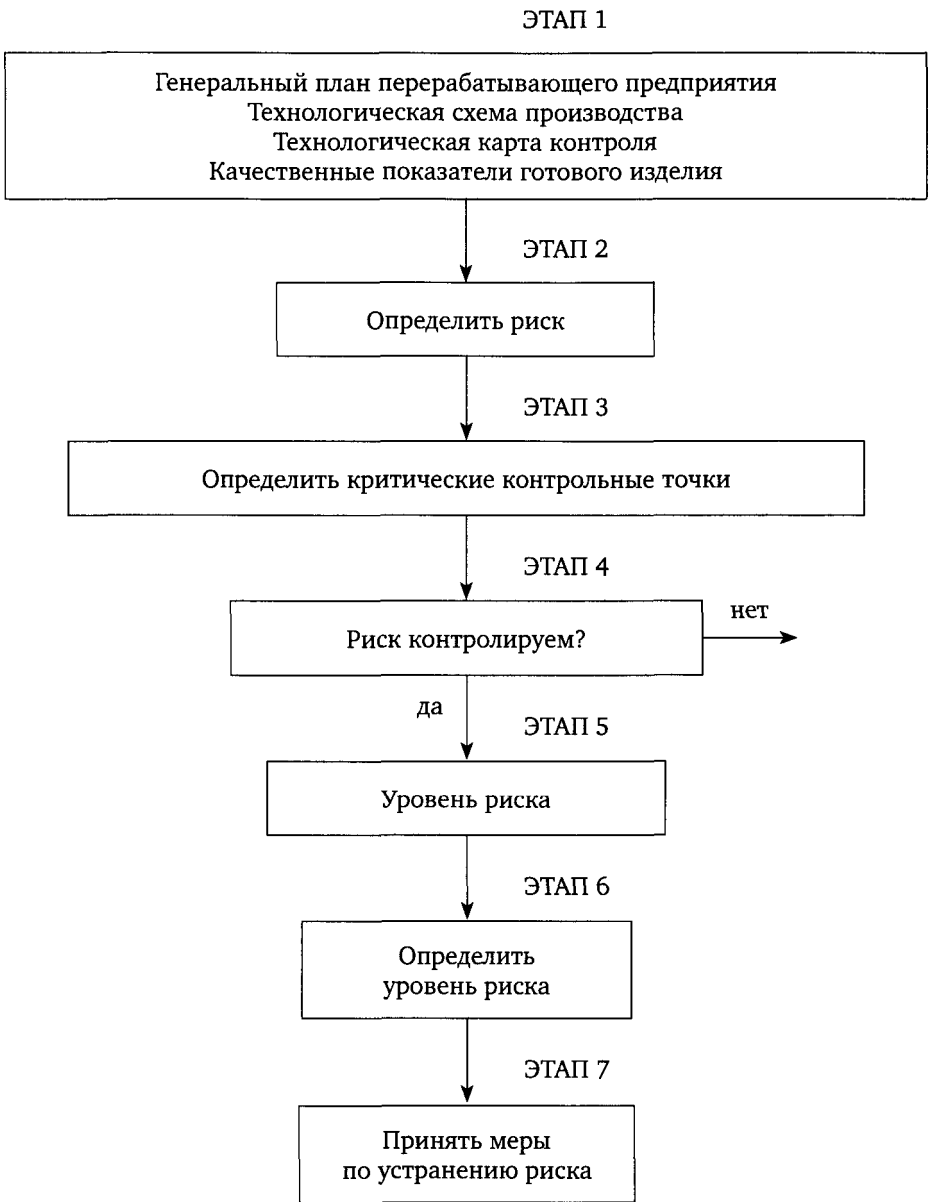 ЭТАП 1
Генеральный план перерабатывающего предприятия
Технологическая схема производства
Технологическая карта контроля
Качественные показатели готового изделия
ЭТАП 2
Определить риск
ЭТАП 3
Определить критические контрольные точки
ЭТАП 4
Риск контролируем?
нет
да
ЭТАП 5
Уровень риска
ЭТАП 6
Определить
уровень риска
ЭТАП 7
Принять меры
по устранению риска